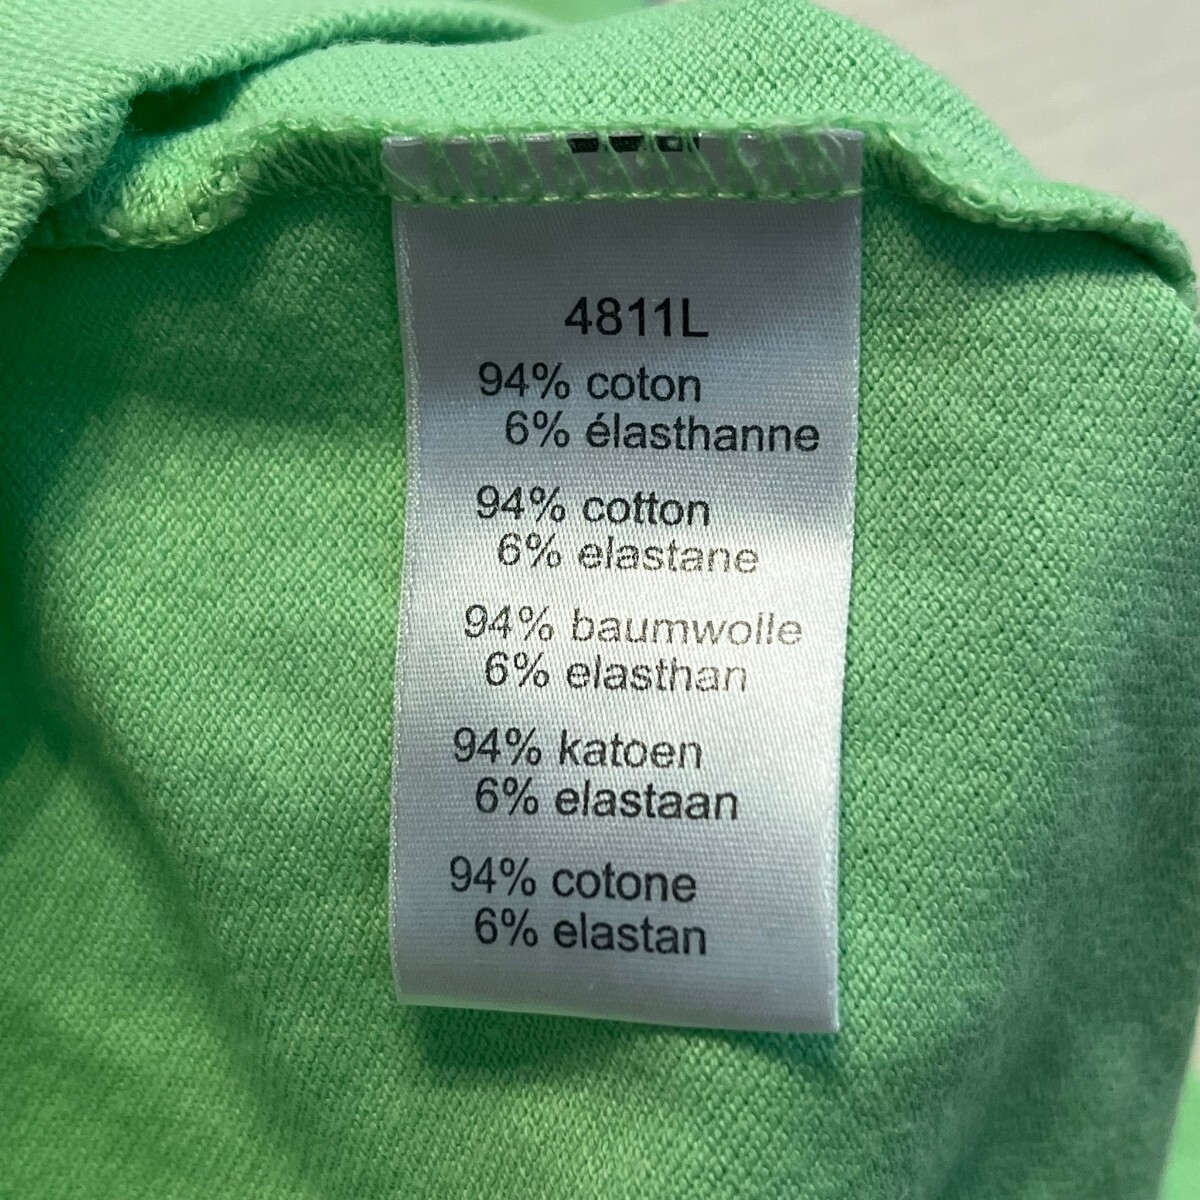 4811L
94% coton
6% élasthanne
94% cotton
6% elastane
94% baumwolle
6% elasthan
94% katoen
6% elastaan
94% cotone
6% elastan